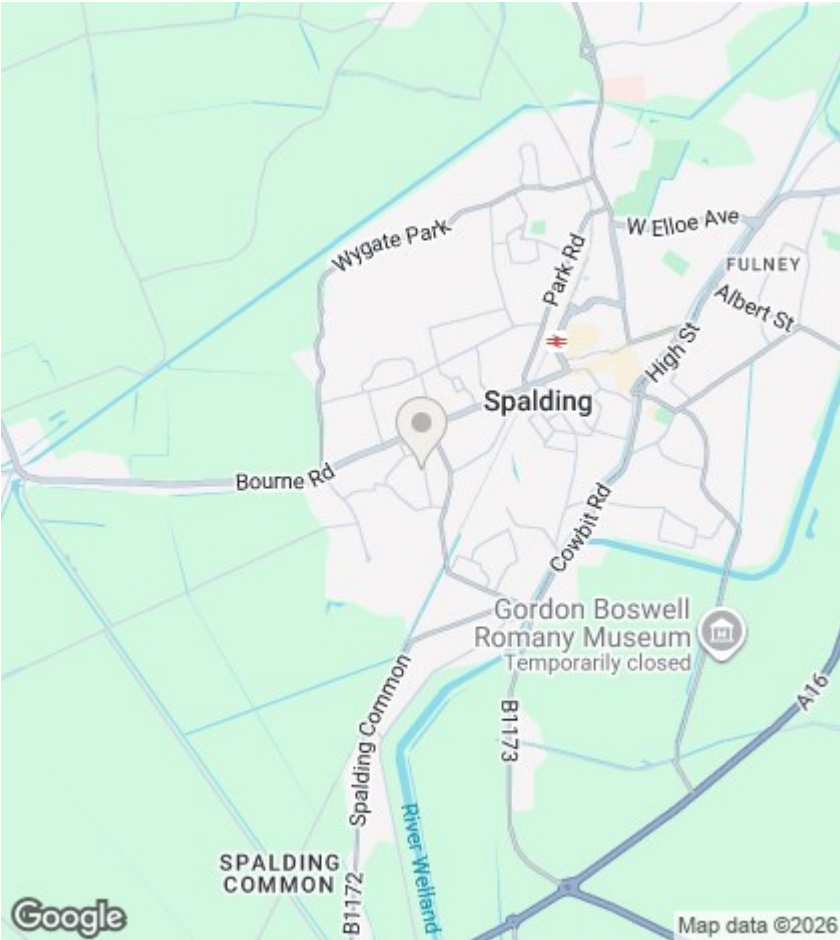 Wygate Park
W Elloe Ave
Park Rd
FULNEY
Albert St
High St
Spalding
Bourne Rd
Cowbit Rd
Gordon Boswell
Romany Museum
Temporarily closed
A16
Spalding Common
B1173
River Welland
SPALDING
COMMON
B1172
Google
Map data ©2026